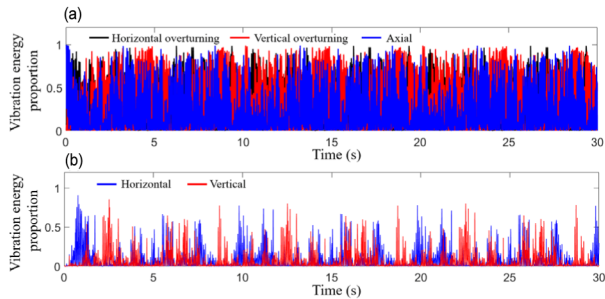 (a)
Horizontal overturning Vertical overturning Axial
Vibration energy
proportion
1
0.5
0
0 5 10 15 20 25 30
Time (s)
(b)
Horizontal Vertical
Vibration energy
proportion
1
0.5
0
0 5 10 15 20 25 30
Time (s)